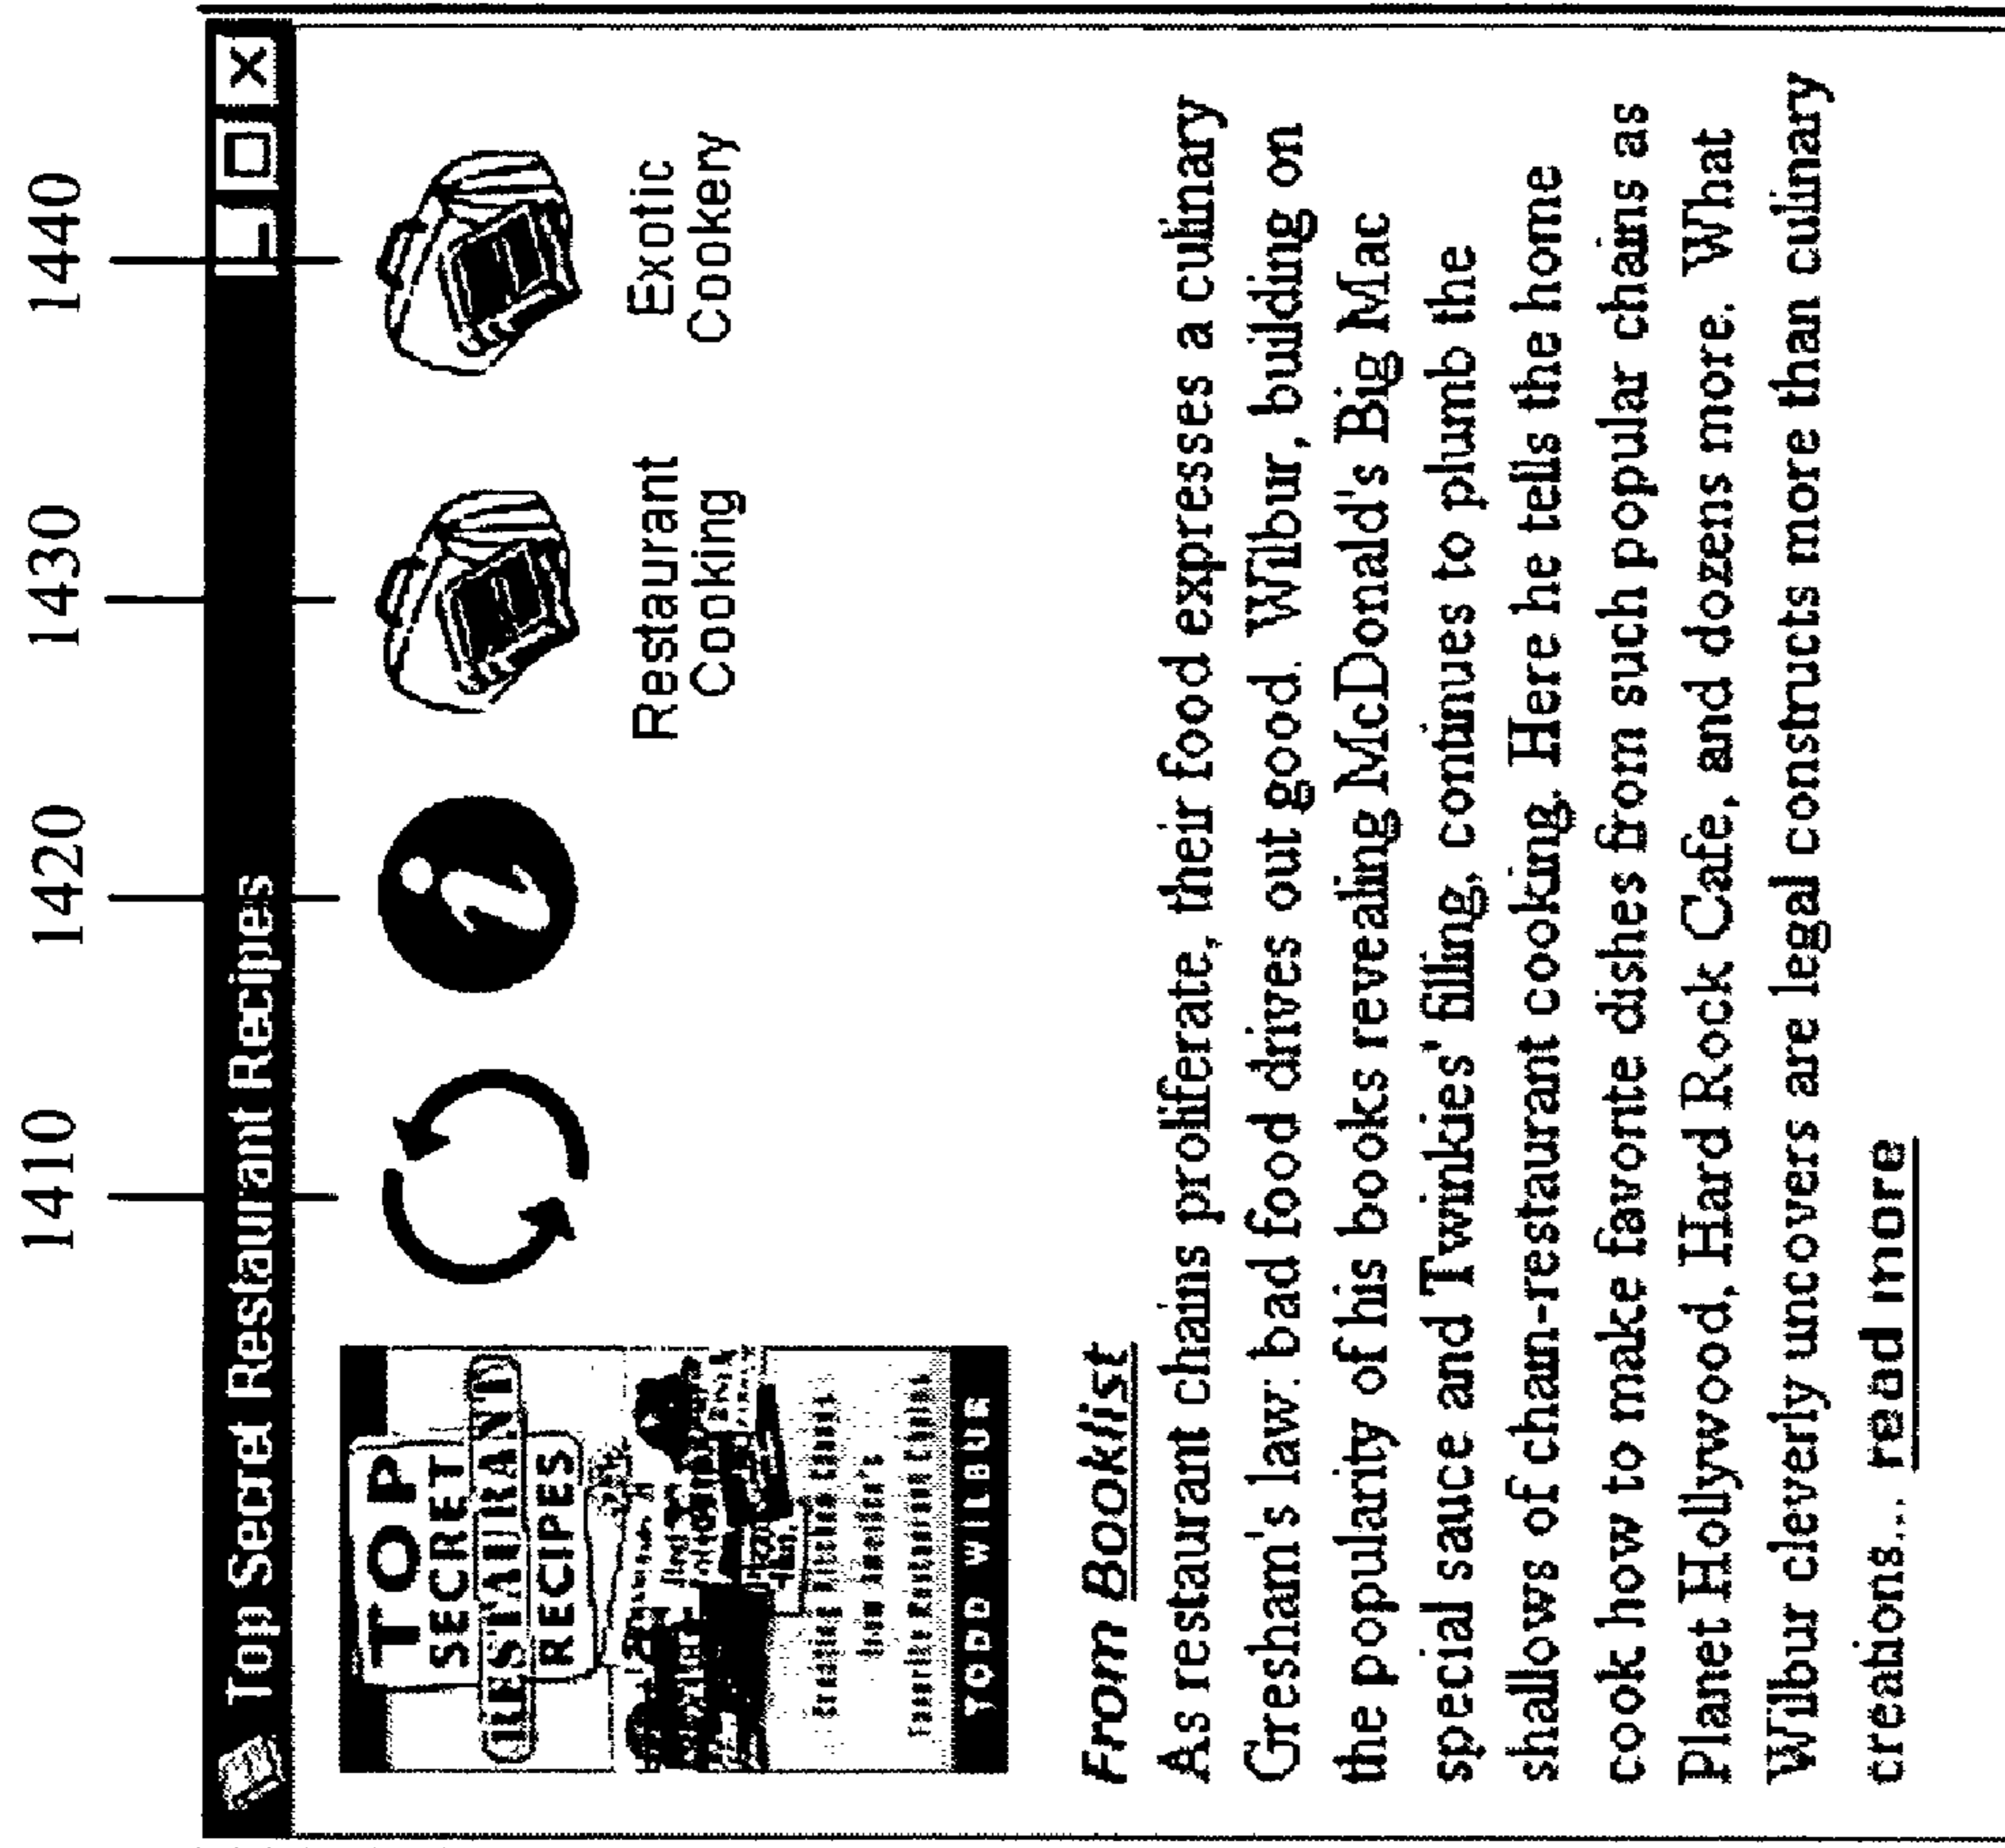 1410 1420 1430 1440
Top Secret Restaurant Recipes
TOP
SECRET
RESTAURANT
RECIPES
TODD WILBUR
Restaurant
Cooking
Exotic
Cookery
From Booklist
As restaurant chains proliferate, their food expresses a culinary
Gresham's law: bad food drives out good. Wilbur, building on
the popularity of his books revealing McDonald's Big Mac
special sauce and Twinkies' filling, continues to plumb the
shallows of chain-restaurant cooking. Here he tells the home
cook how to make favorite dishes from such popular chains as
Planet Hollywood, Hard Rock Cafe, and dozens more. What
Wilbur cleverly uncovers are legal constructs more than culinary
creations... read more